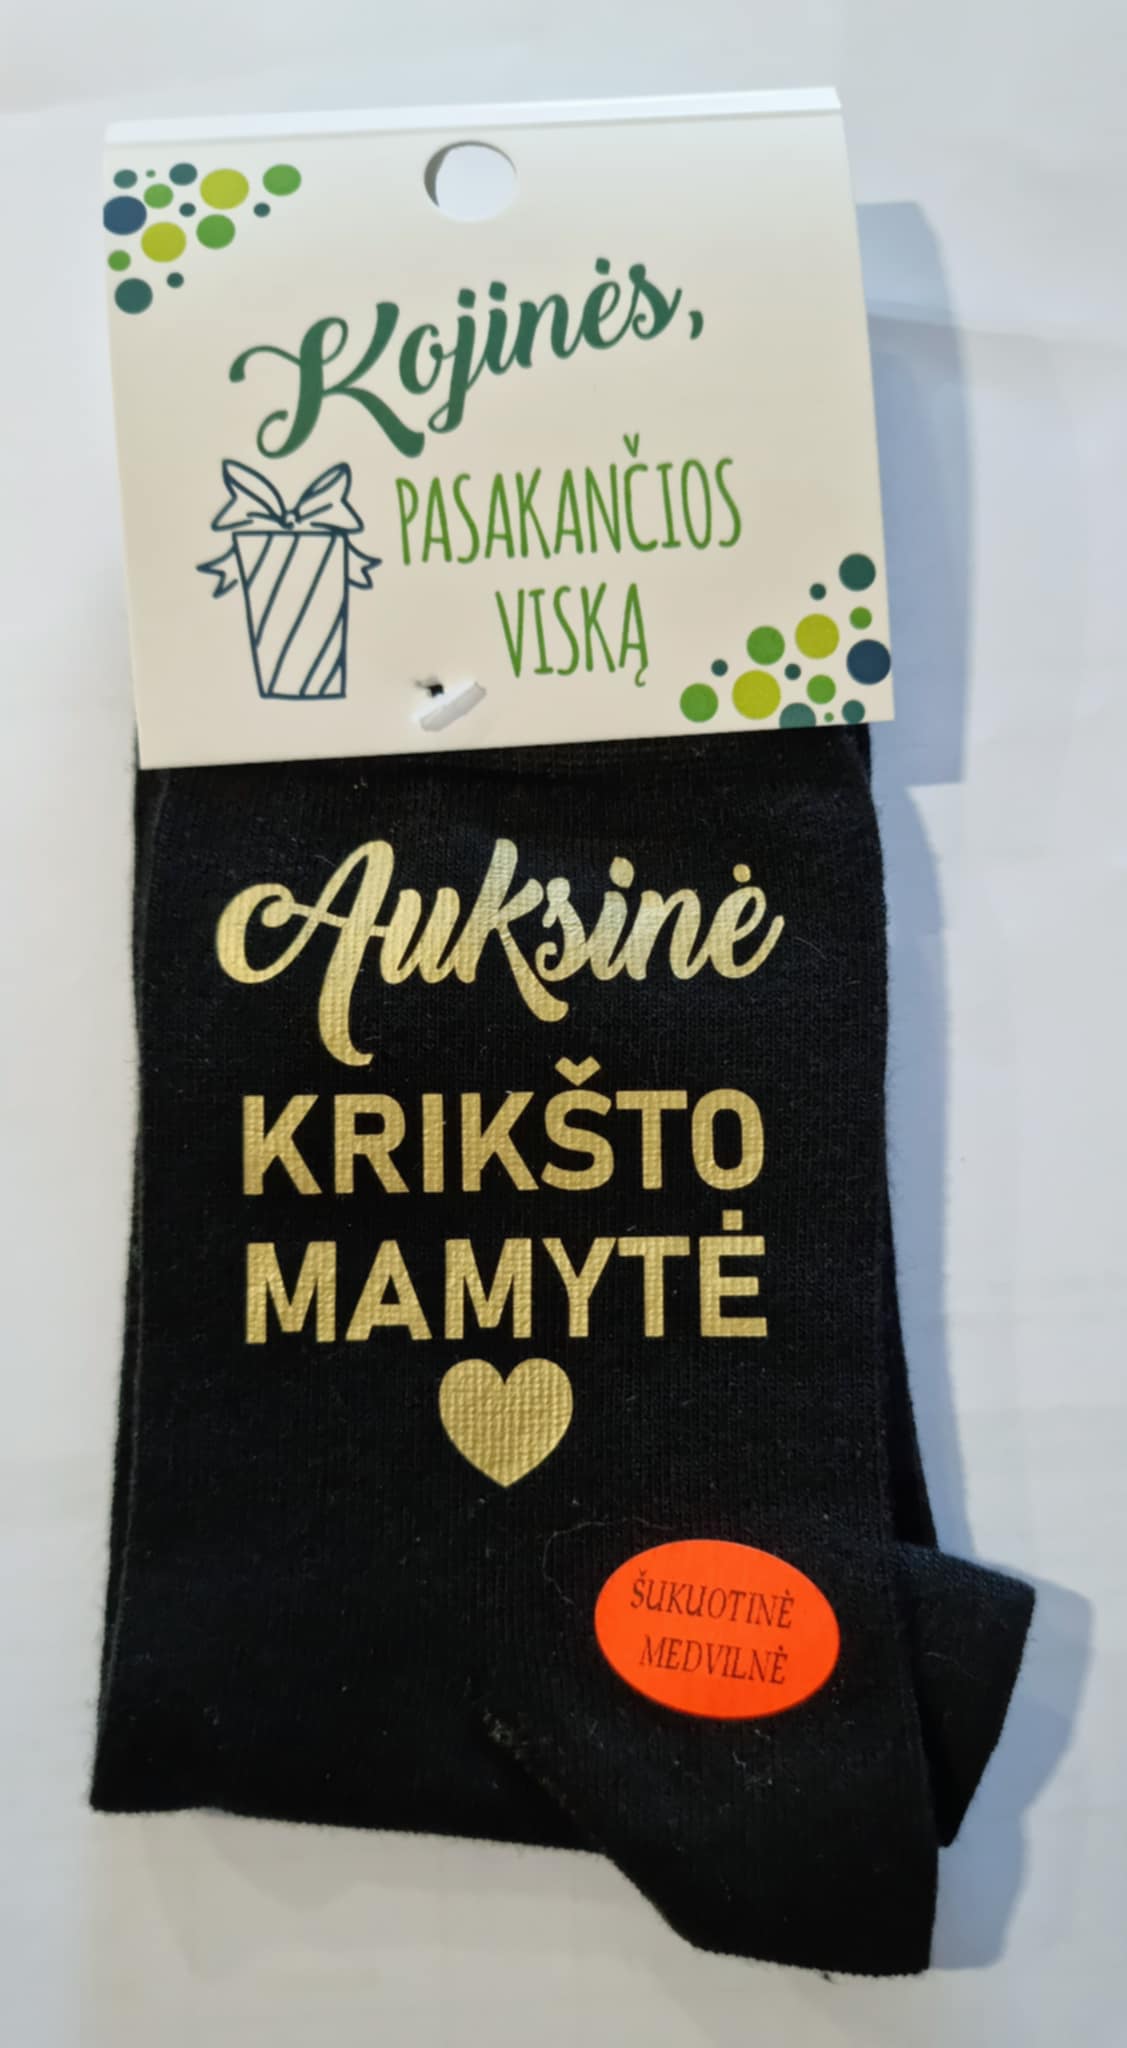 Kojinės,
PASAKANČIOS
VISKĄ
Auksinė
KRIKŠTO
MAMYTĖ
ŠUKUOTINĖ
MEDVILNĖ